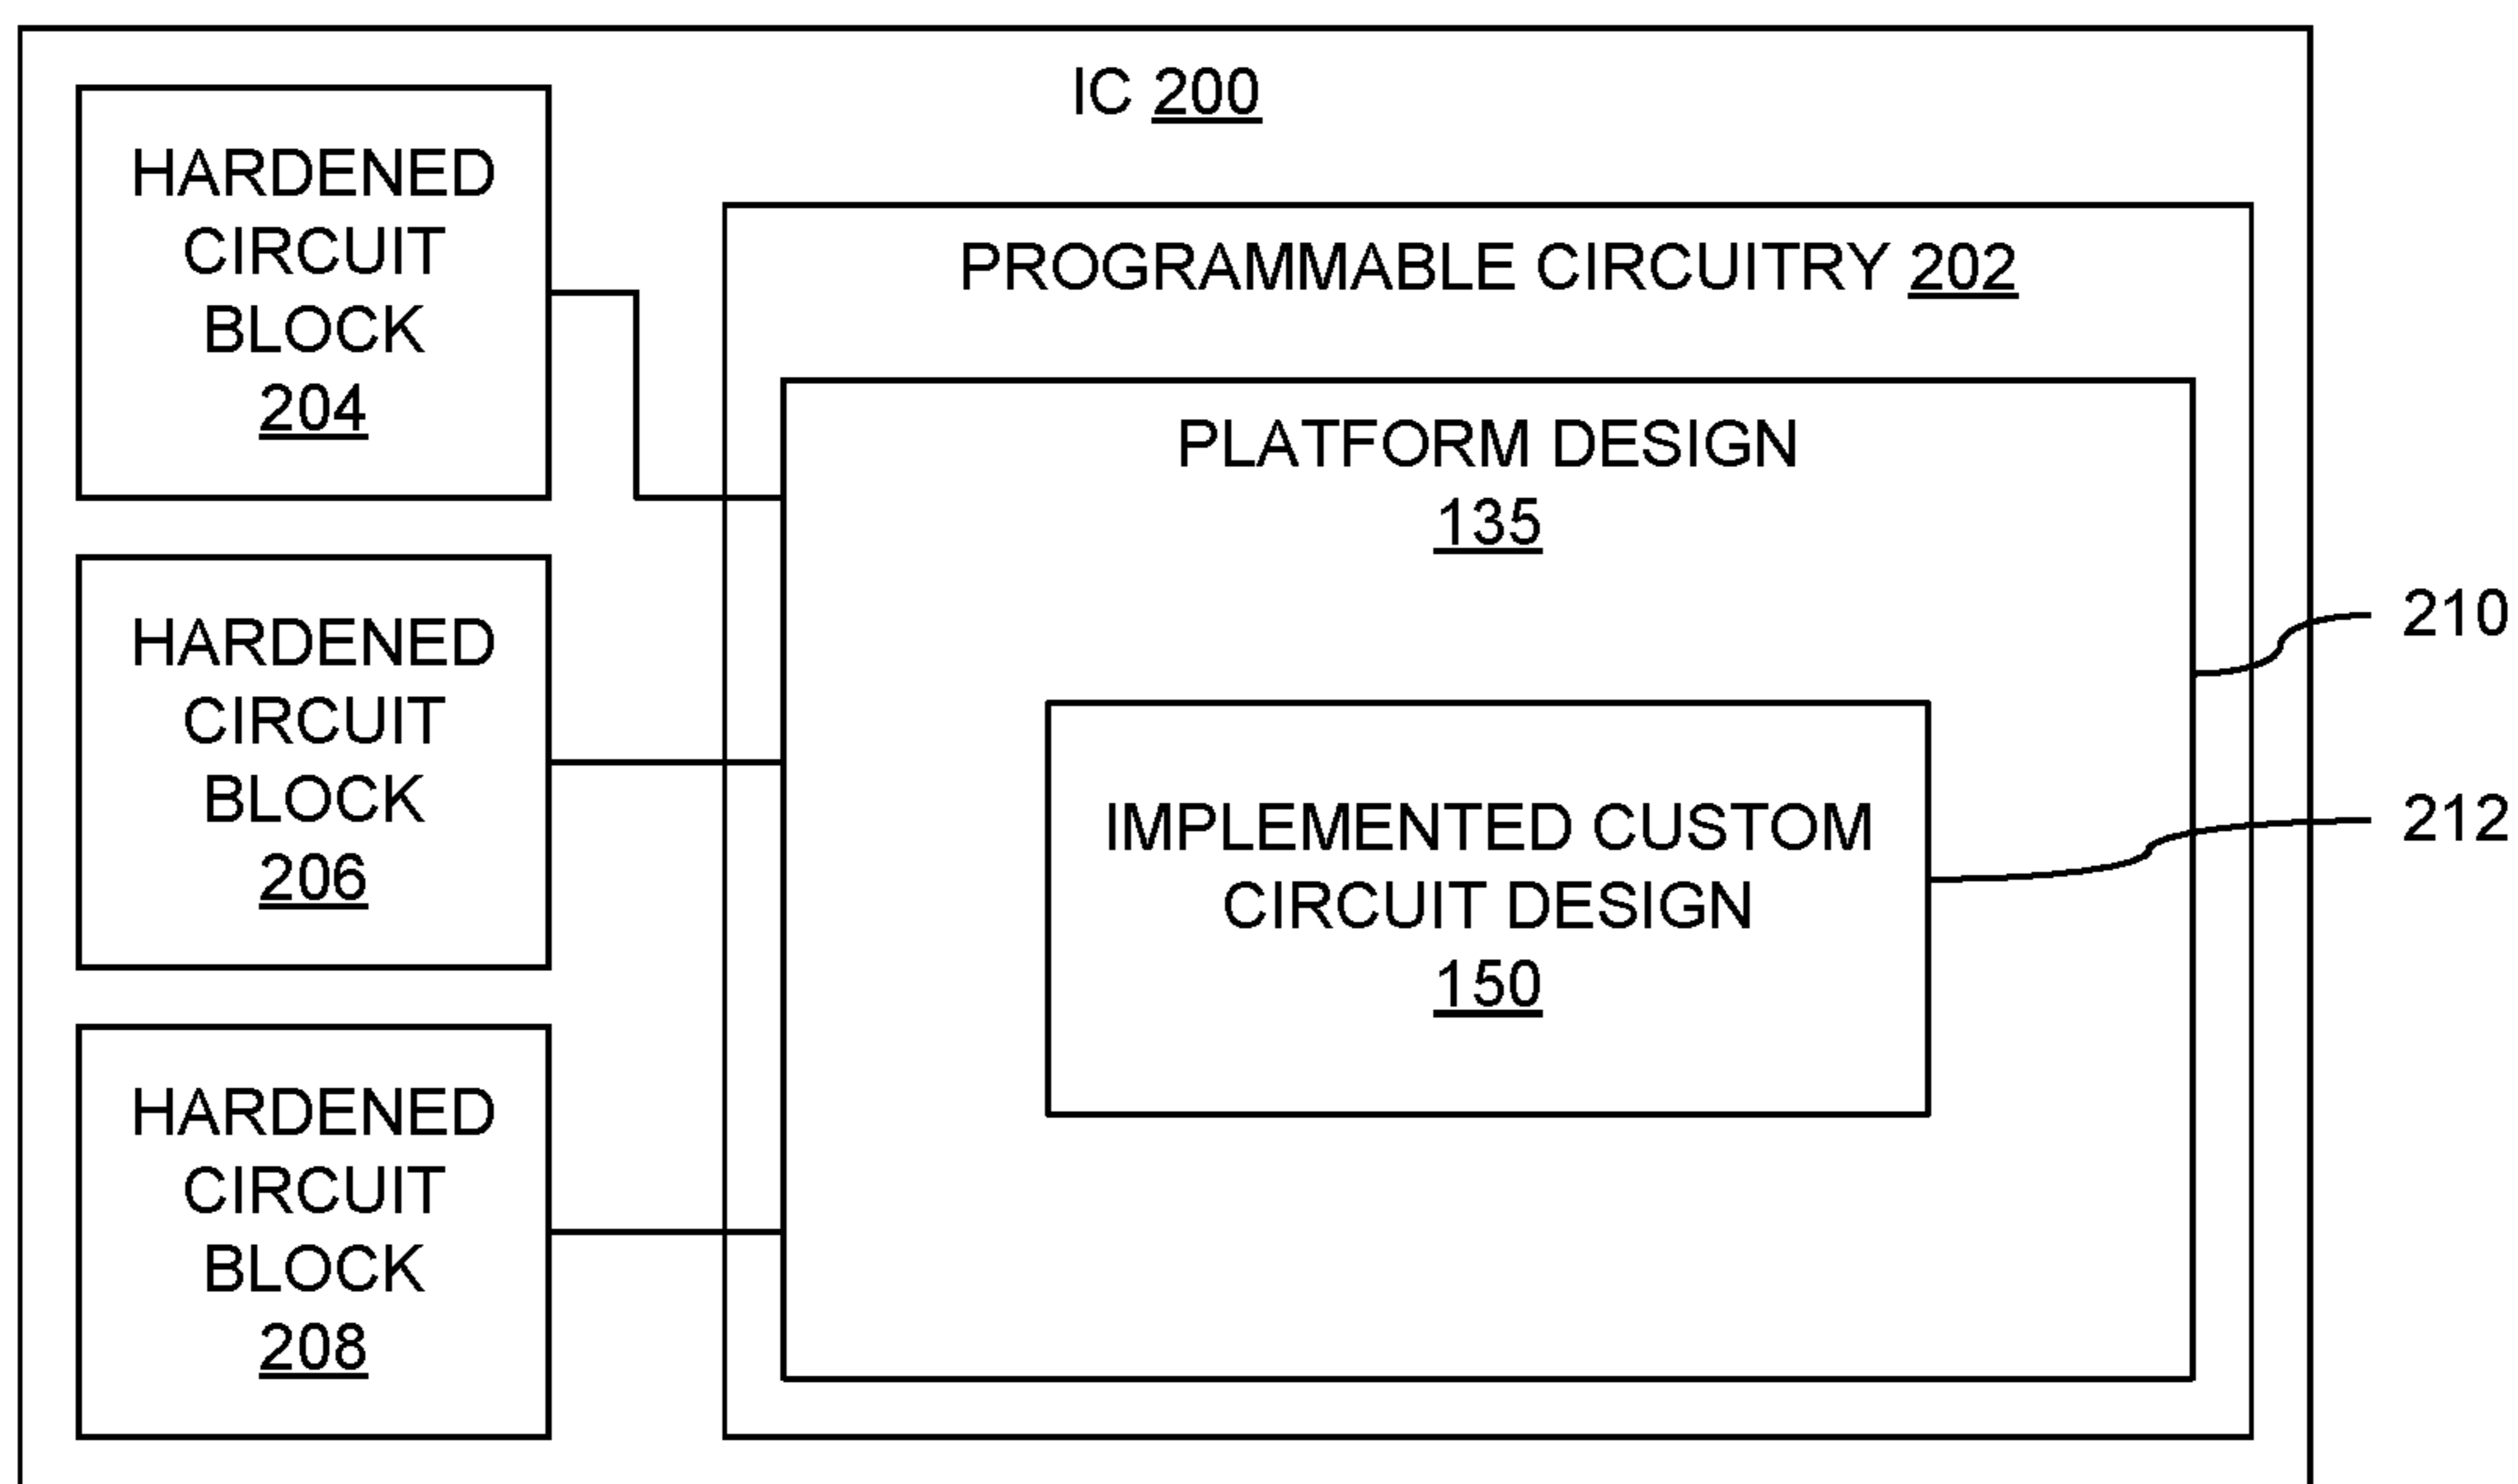 IC 200
HARDENED
CIRCUIT
BLOCK
204
PROGRAMMABLE CIRCUITRY 202
PLATFORM DESIGN
135
HARDENED
CIRCUIT
BLOCK
206
210
IMPLEMENTED CUSTOM
CIRCUIT DESIGN
150
212
HARDENED
CIRCUIT
BLOCK
208